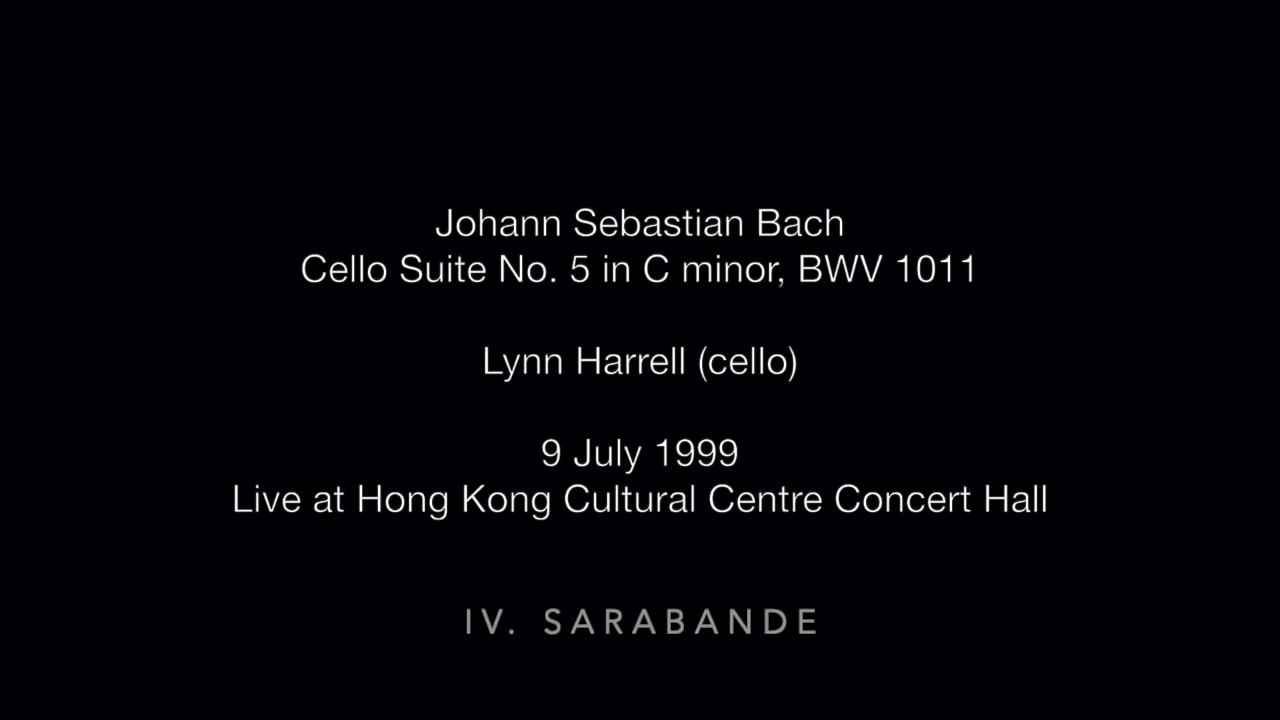 Johann Sebastian Bach
Cello Suite No. 5 in C minor, BWV 1011
Lynn Harrell (cello)
9 July 1999
Live at Hong Kong Cultural Centre Concert Hall
IV. SARABANDE